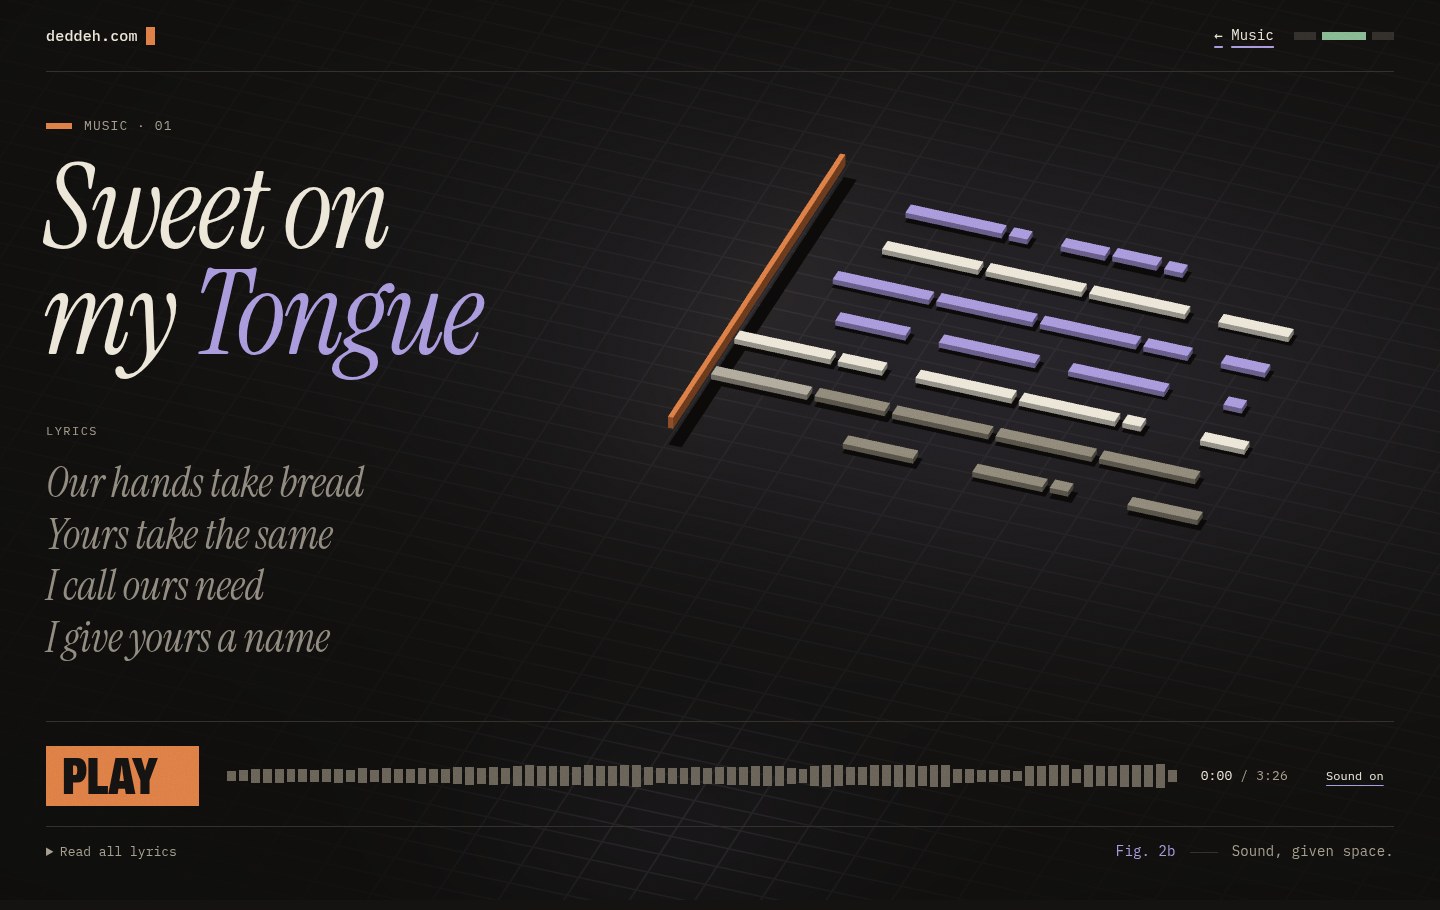 deddeh.com
← Music
MUSIC · 01
Sweet on
my Tongue
LYRICS
Our hands take bread
Yours take the same
I call ours need
I give yours a name
PLAY
0:00 / 3:26
Sound on
Read all lyrics
Fig. 2b
Sound, given space.